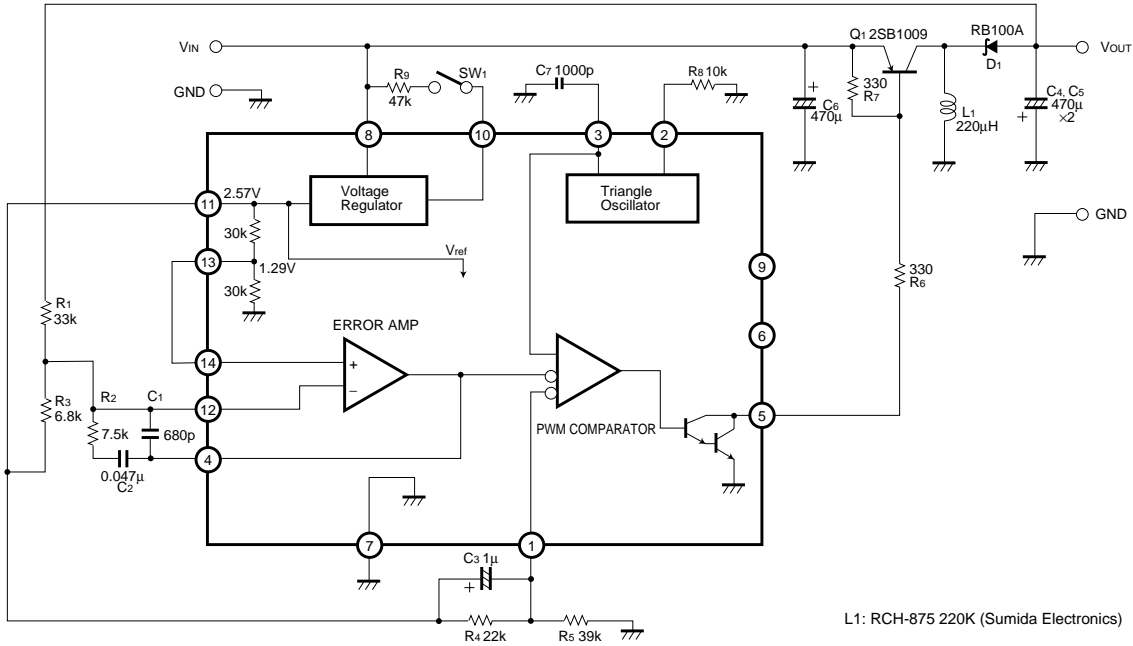 VIN
GND
R9
47k
SW1
C7 1000p
R8 10k
Q1 2SB1009
RB100A
D1
VOUT
330
R7
C6
470μ
+
L1
220μH
C4, C5
470μ
×2
+
GND
8
10
3
2
Voltage
Regulator
Triangle
Oscillator
11
2.57V
30k
13
1.29V
30k
Vref
9
6
330
R6
R1
33k
ERROR AMP
14
+
−
12
4
R3
6.8k
R2
7.5k
C1
680p
0.047μ
C2
PWM COMPARATOR
5
7
1
C3 1μ
+
R4 22k
R5 39k
L1: RCH-875 220K (Sumida Electronics)